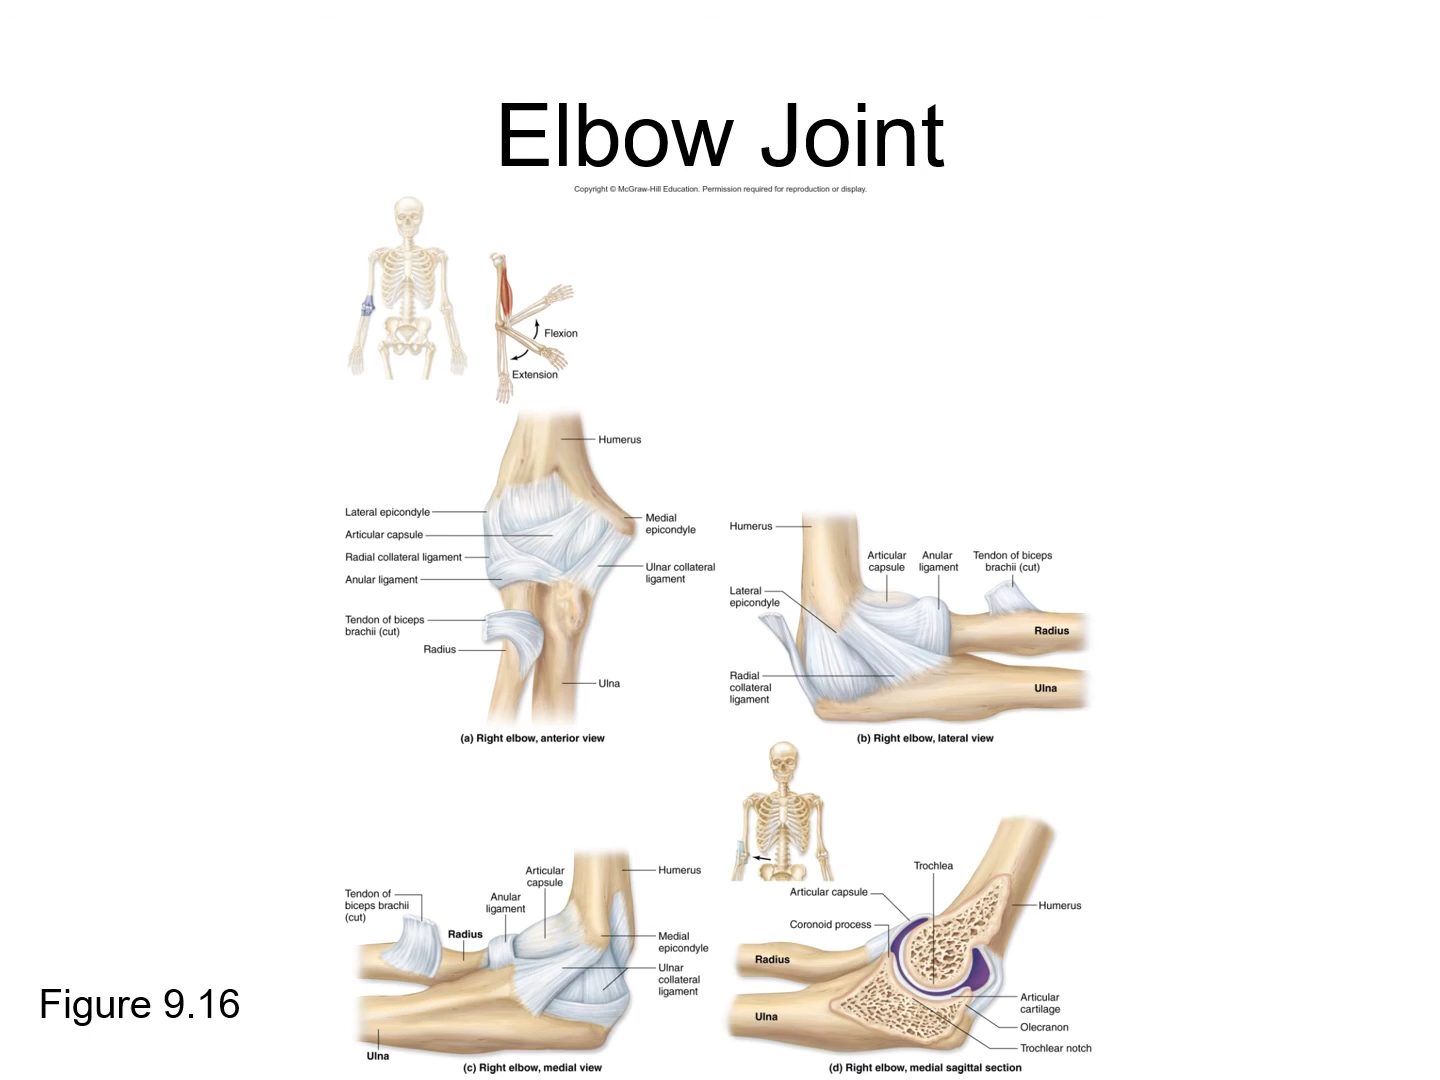 Elbow Joint
Copyright © McGraw-Hill Education. Permission required for reproduction or display.
Flexion
Extension
Humerus
Lateral epicondyle
Articular capsule
Radial collateral ligament
Anular ligament
Tendon of biceps
brachii (cut)
Radius
Medial
epicondyle
Ulnar collateral
ligament
Ulna
(a) Right elbow, anterior view
Humerus
Articular
capsule
Anular
ligament
Tendon of biceps
brachii (cut)
Lateral
epicondyle
Radius
Radial
collateral
ligament
Ulna
(b) Right elbow, lateral view
Tendon of
biceps brachii
(cut)
Articular
capsule
Anular
ligament
Radius
Humerus
Medial
epicondyle
Ulnar
collateral
ligament
Ulna
(c) Right elbow, medial view
Trochlea
Articular capsule
Coronoid process
Humerus
Radius
Ulna
Articular
cartilage
Olecranon
Trochlear notch
(d) Right elbow, medial sagittal section
Figure 9.16